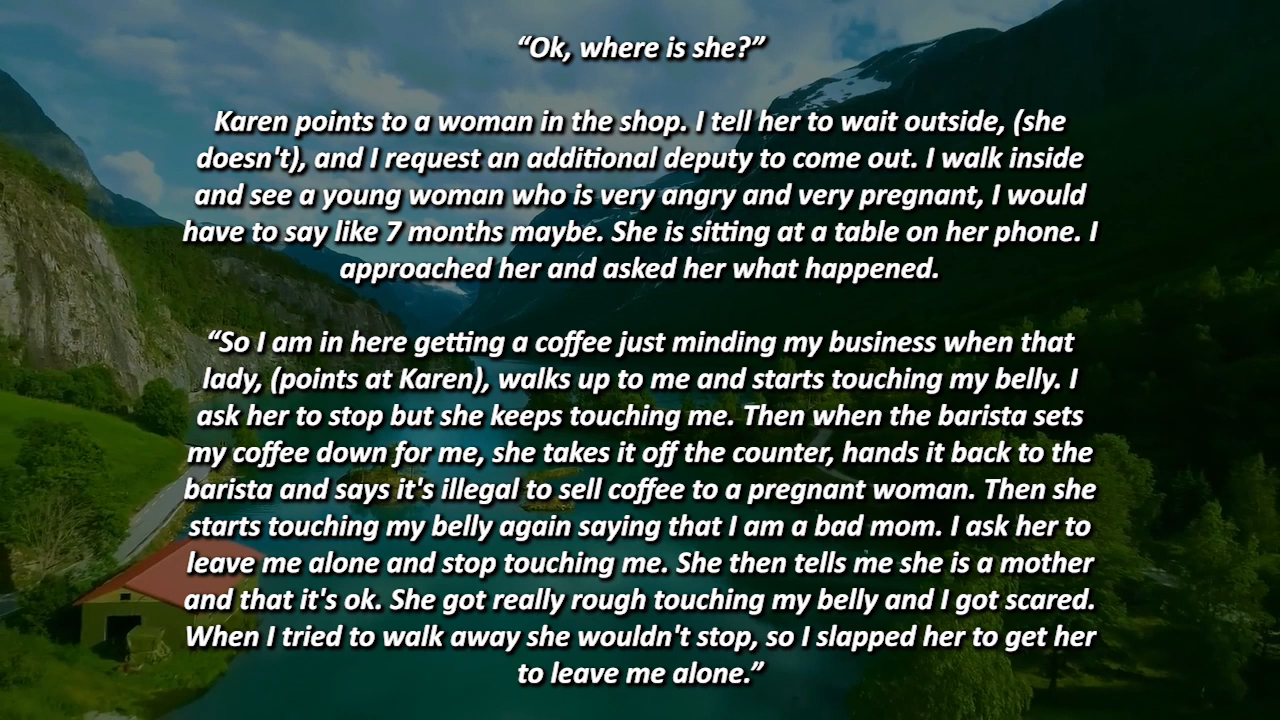 “Ok, where is she?”
Karen points to a woman in the shop. I tell her to wait outside, (she
doesn't), and I request an additional deputy to come out. I walk inside
and see a young woman who is very angry and very pregnant, I would
have to say like 7 months maybe. She is sitting at a table on her phone. I
approached her and asked her what happened.
“So I am in here getting a coffee just minding my business when that
lady, (points at Karen), walks up to me and starts touching my belly. I
ask her to stop but she keeps touching me. Then when the barista sets
my coffee down for me, she takes it off the counter, hands it back to the
barista and says it's illegal to sell coffee to a pregnant woman. Then she
starts touching my belly again saying that I am a bad mom. I ask her to
leave me alone and stop touching me. She then tells me she is a mother
and that it's ok. She got really rough touching my belly and I got scared.
When I tried to walk away she wouldn't stop, so I slapped her to get her
to leave me alone.”